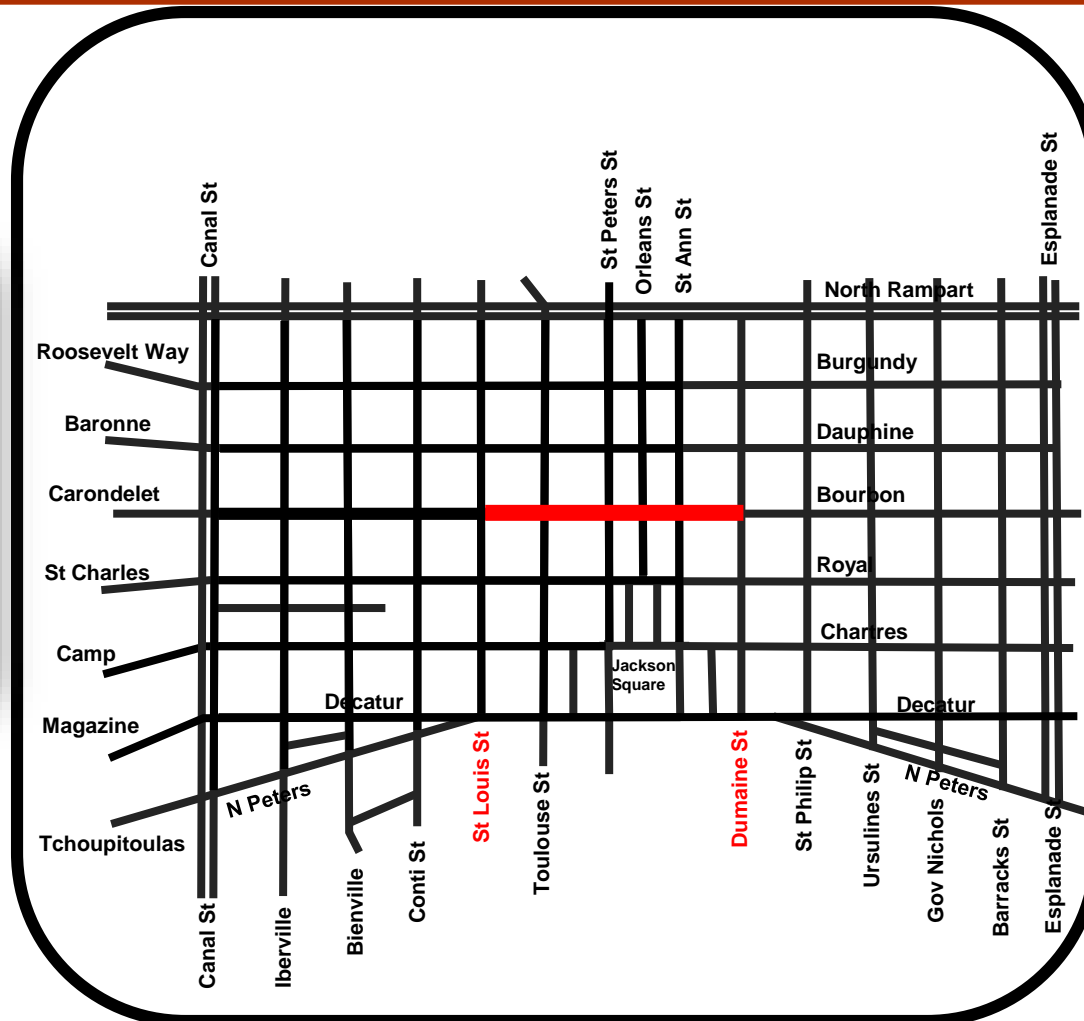 Canal St
St Peters St
Orleans St
St Ann St
Esplanade St
North Rampart
Roosevelt Way
Burgundy
Baronne
Dauphine
Carondelet
Bourbon
St Charles
Royal
Camp
Chartres
Jackson
Square
Magazine
Decatur
Decatur
Tchoupitoulas
N Peters
N Peters
Canal St
Iberville
Bienville
Conti St
St Louis St
Toulouse St
Dumaine St
St Philip St
Ursulines St
Gov Nichols
Barracks St
Esplanade St